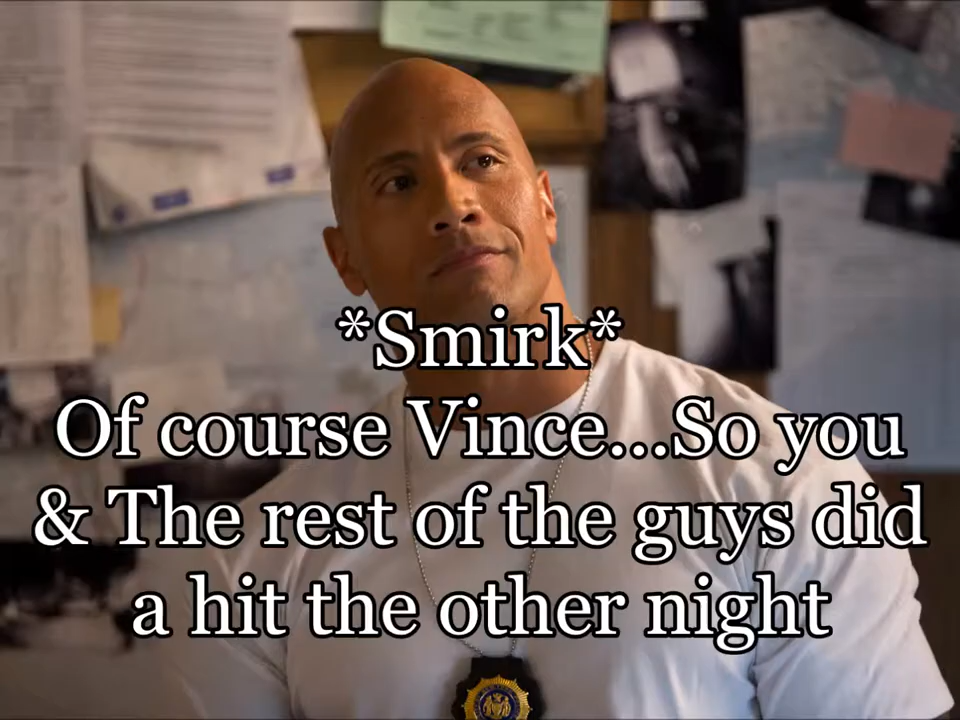 *Smirk*
Of course Vince...So you
& The rest of the guys did
a hit the other night